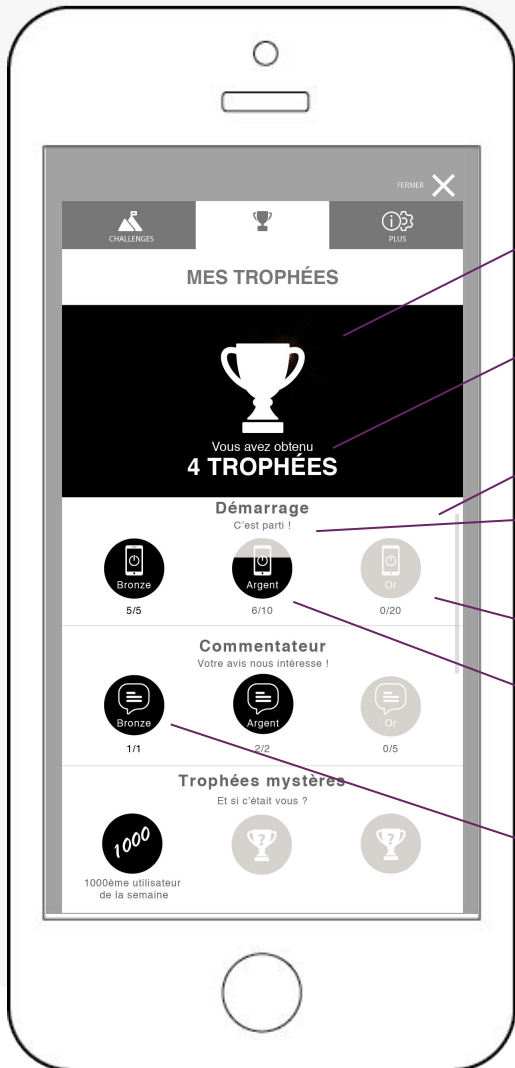 FERMER
CHALLENGES
PLUS
MES TROPHÉES
Vous avez obtenu
4 TROPHÉES
Démarrage
C'est parti !
Bronze
Argent
Or
5/5
6/10
0/20
Commentateur
Votre avis nous intéresse !
Bronze
Argent
Or
1/1
2/2
0/5
Trophées mystères
Et si c'était vous ?
1000
?
?
1000ème utilisateur
de la semaine